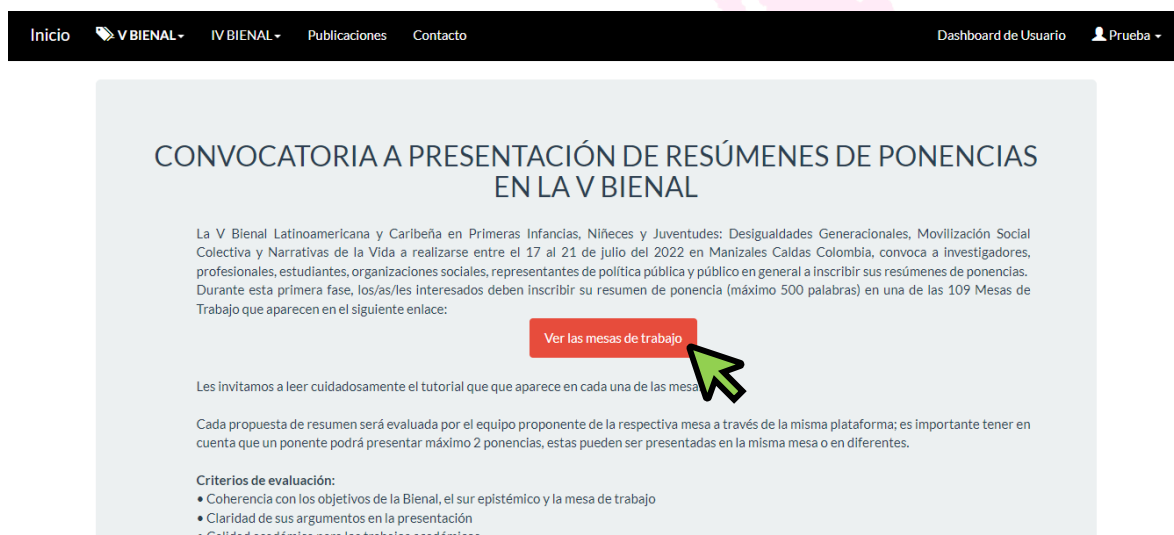 Inicio V BIENAL IV BIENAL Publicaciones Contacto Dashboard de Usuario Prueba
CONVOCATORIA A PRESENTACIÓN DE RESÚMENES DE PONENCIAS
EN LA V BIENAL
La V Bienal Latinoamericana y Caribeña en Primeras Infancias, Niñeces y Juventudes: Desigualdades Generacionales, Movilización Social
Colectiva y Narrativas de la Vida a realizarse entre el 17 al 21 de julio del 2022 en Manizales Caldas Colombia, convoca a investigadores,
profesionales, estudiantes, organizaciones sociales, representantes de política pública y público en general a inscribir sus resúmenes de ponencias.
Durante esta primera fase, los/as/les interesados deben inscribir su resumen de ponencia (máximo 500 palabras) en una de las 109 Mesas de
Trabajo que aparecen en el siguiente enlace:
Ver las mesas de trabajo
Les invitamos a leer cuidadosamente el tutorial que que aparece en cada una de las mesa
Cada propuesta de resumen será evaluada por el equipo proponente de la respectiva mesa a través de la misma plataforma; es importante tener en
cuenta que un ponente podrá presentar máximo 2 ponencias, estas pueden ser presentadas en la misma mesa o en diferentes.
Criterios de evaluación:
• Coherencia con los objetivos de la Bienal, el sur epistémico y la mesa de trabajo
• Claridad de sus argumentos en la presentación